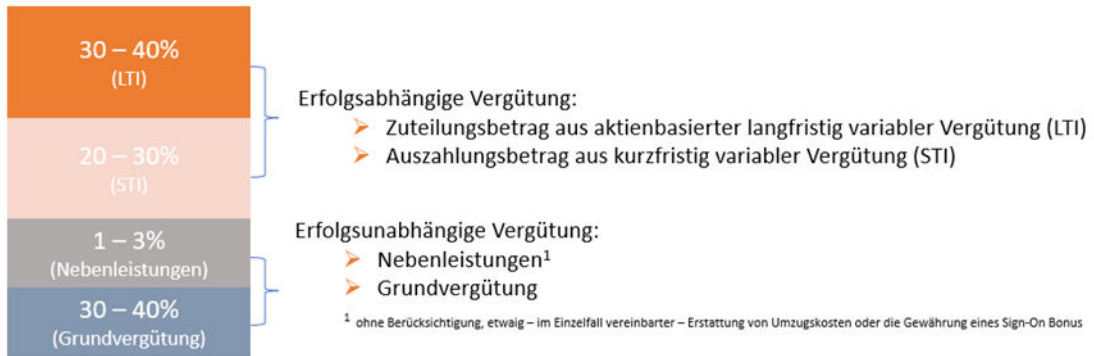 30 – 40%
(LTI)
20 – 30%
(STI)
1 – 3%
(Nebenleistungen)
30 – 40%
(Grundvergütung)
Erfolgsabhängige Vergütung:
➤ Zuteilungsbetrag aus aktienbasierter langfristig variabler Vergütung (LTI)
➤ Auszahlungsbetrag aus kurzfristig variabler Vergütung (STI)
Erfolgsunabhängige Vergütung:
➤ Nebenleistungen¹
➤ Grundvergütung
¹ ohne Berücksichtigung, etwaig – im Einzelfall vereinbarter – Erstattung von Umzugskosten oder die Gewährung eines Sign-On Bonus